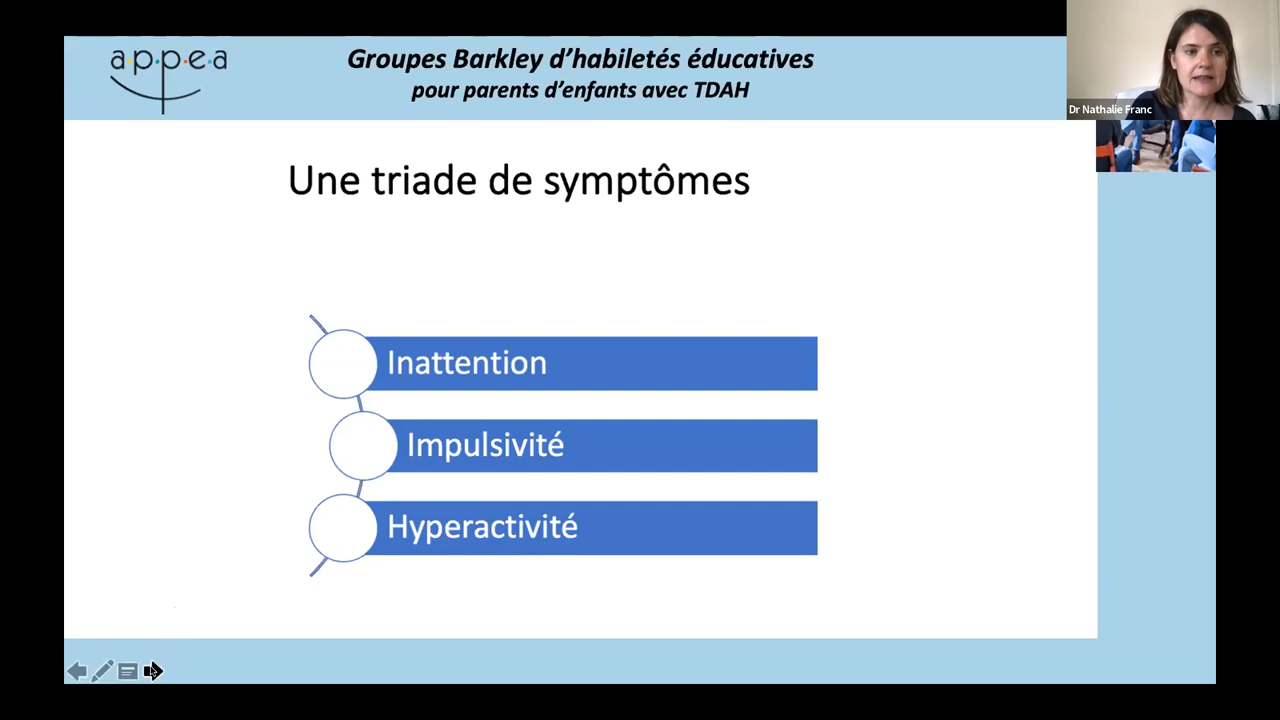 a·p·p·e·a
Groupes Barkley d’habiletés éducatives
pour parents d’enfants avec TDAH
Dr Nathalie Franc
Une triade de symptômes
Inattention
Impulsivité
Hyperactivité